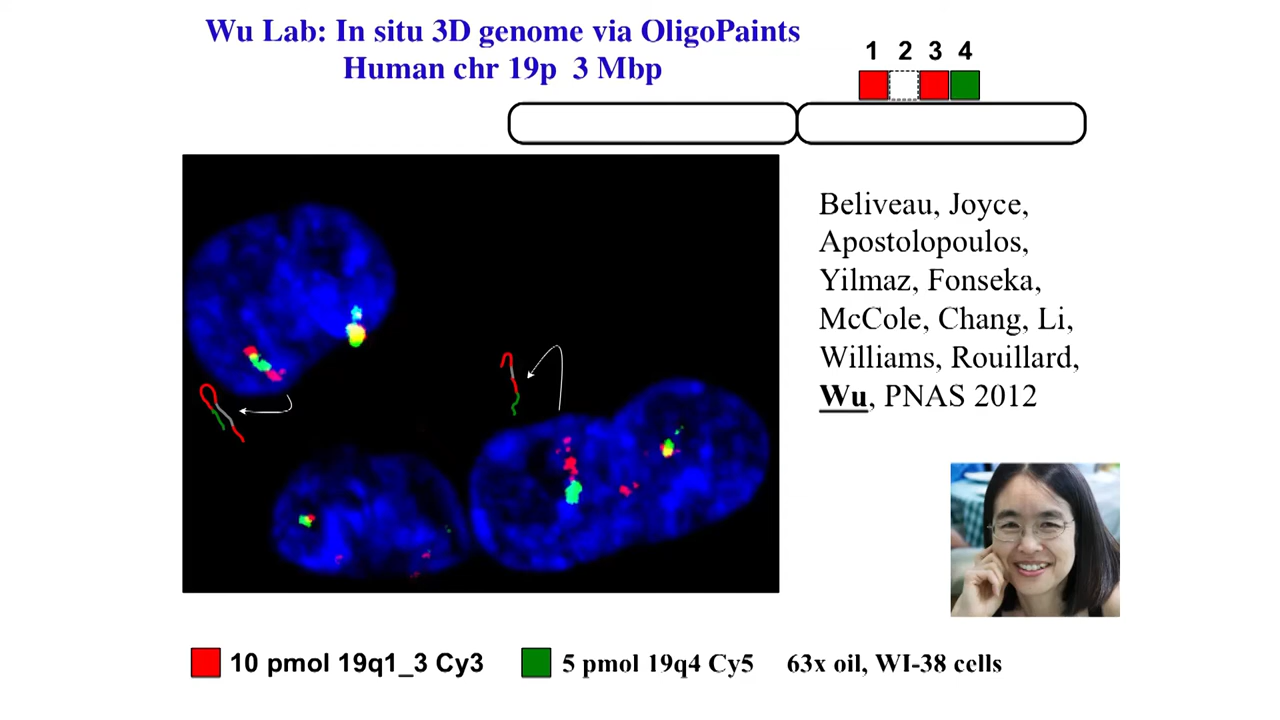 Wu Lab: In situ 3D genome via OligoPaints
Human chr 19p 3 Mbp
1 2 3 4
Beliveau, Joyce,
Apostolopoulos,
Yilmaz, Fonseka,
McCole, Chang, Li,
Williams, Rouillard,
Wu, PNAS 2012
10 pmol 19q1_3 Cy3
5 pmol 19q4 Cy5
63x oil, WI-38 cells